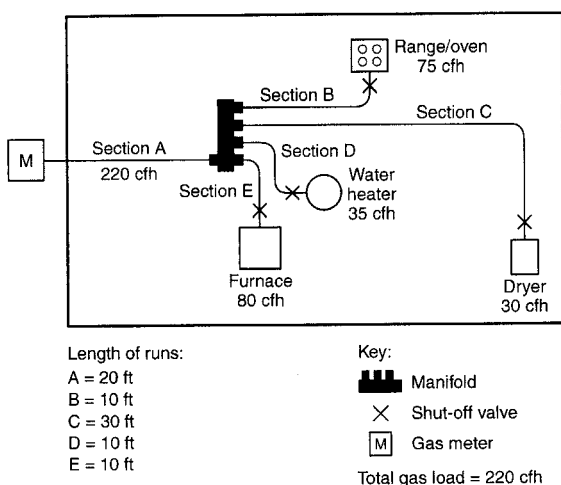 Range/oven
75 cfh
Section B
Section C
Section A
Section D
M
220 cfh
Section E
Water
heater
35 cfh
Furnace
80 cfh
Dryer
30 cfh
Length of runs:
A = 20 ft
B = 10 ft
C = 30 ft
D = 10 ft
E = 10 ft
Key:
Manifold
Shut-off valve
M Gas meter
Total gas load = 220 cfh